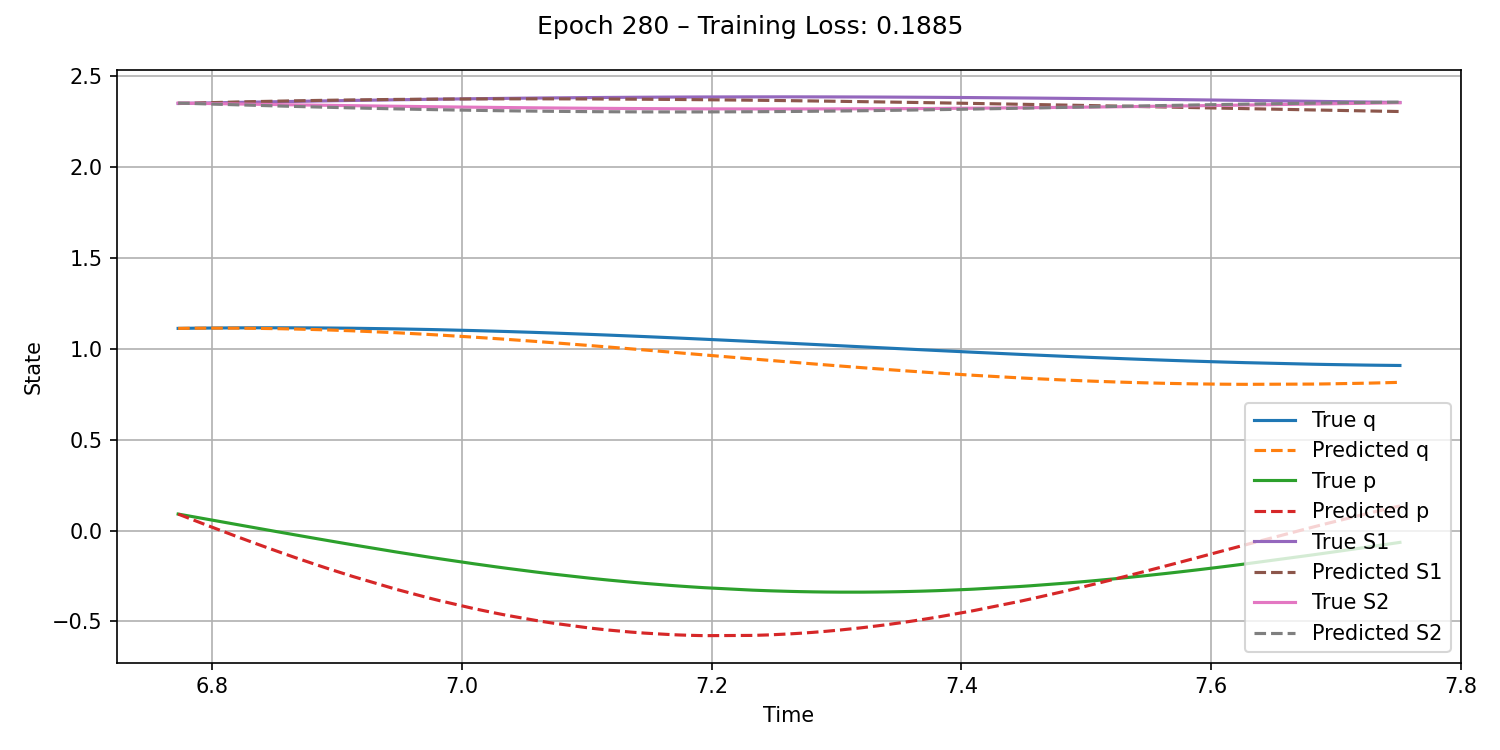 Epoch 280 – Training Loss: 0.1885
State
2.5
2.0
1.5
1.0
0.5
0.0
−0.5
6.8 7.0 7.2 7.4 7.6 7.8
Time
True q
Predicted q
True p
Predicted p
True S1
Predicted S1
True S2
Predicted S2